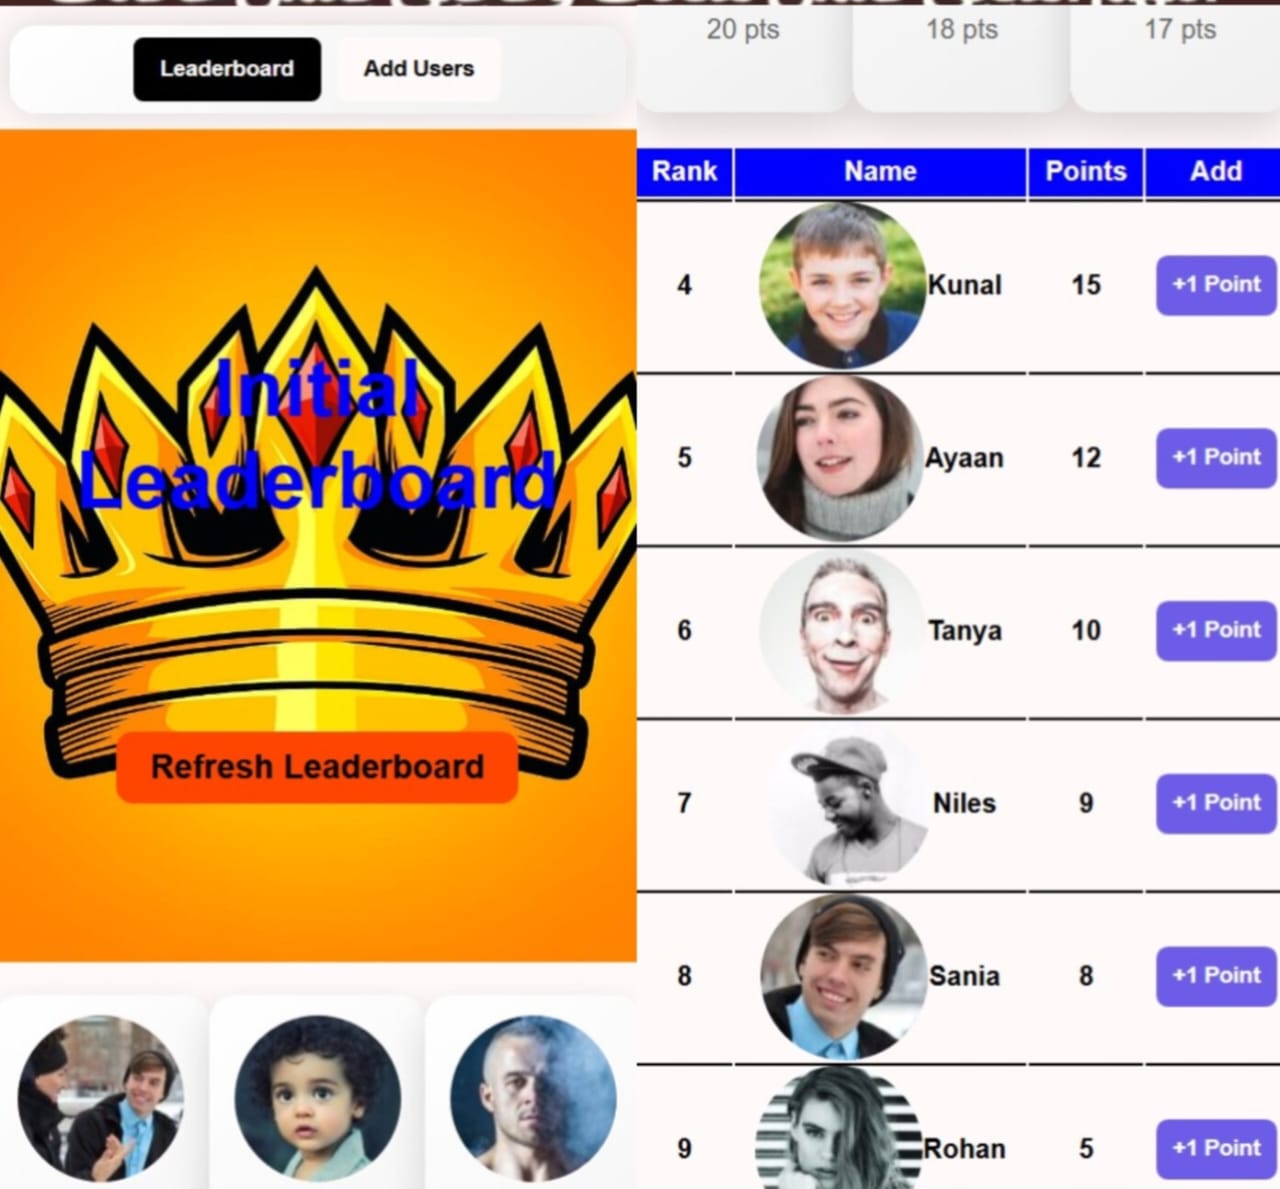 Leaderboard Add Users
Initial
Leaderboard
Refresh Leaderboard
20 pts 18 pts 17 pts
Rank Name Points Add
4 Kunal 15 +1 Point
5 Ayaan 12 +1 Point
6 Tanya 10 +1 Point
7 Niles 9 +1 Point
8 Sania 8 +1 Point
9 Rohan 5 +1 Point